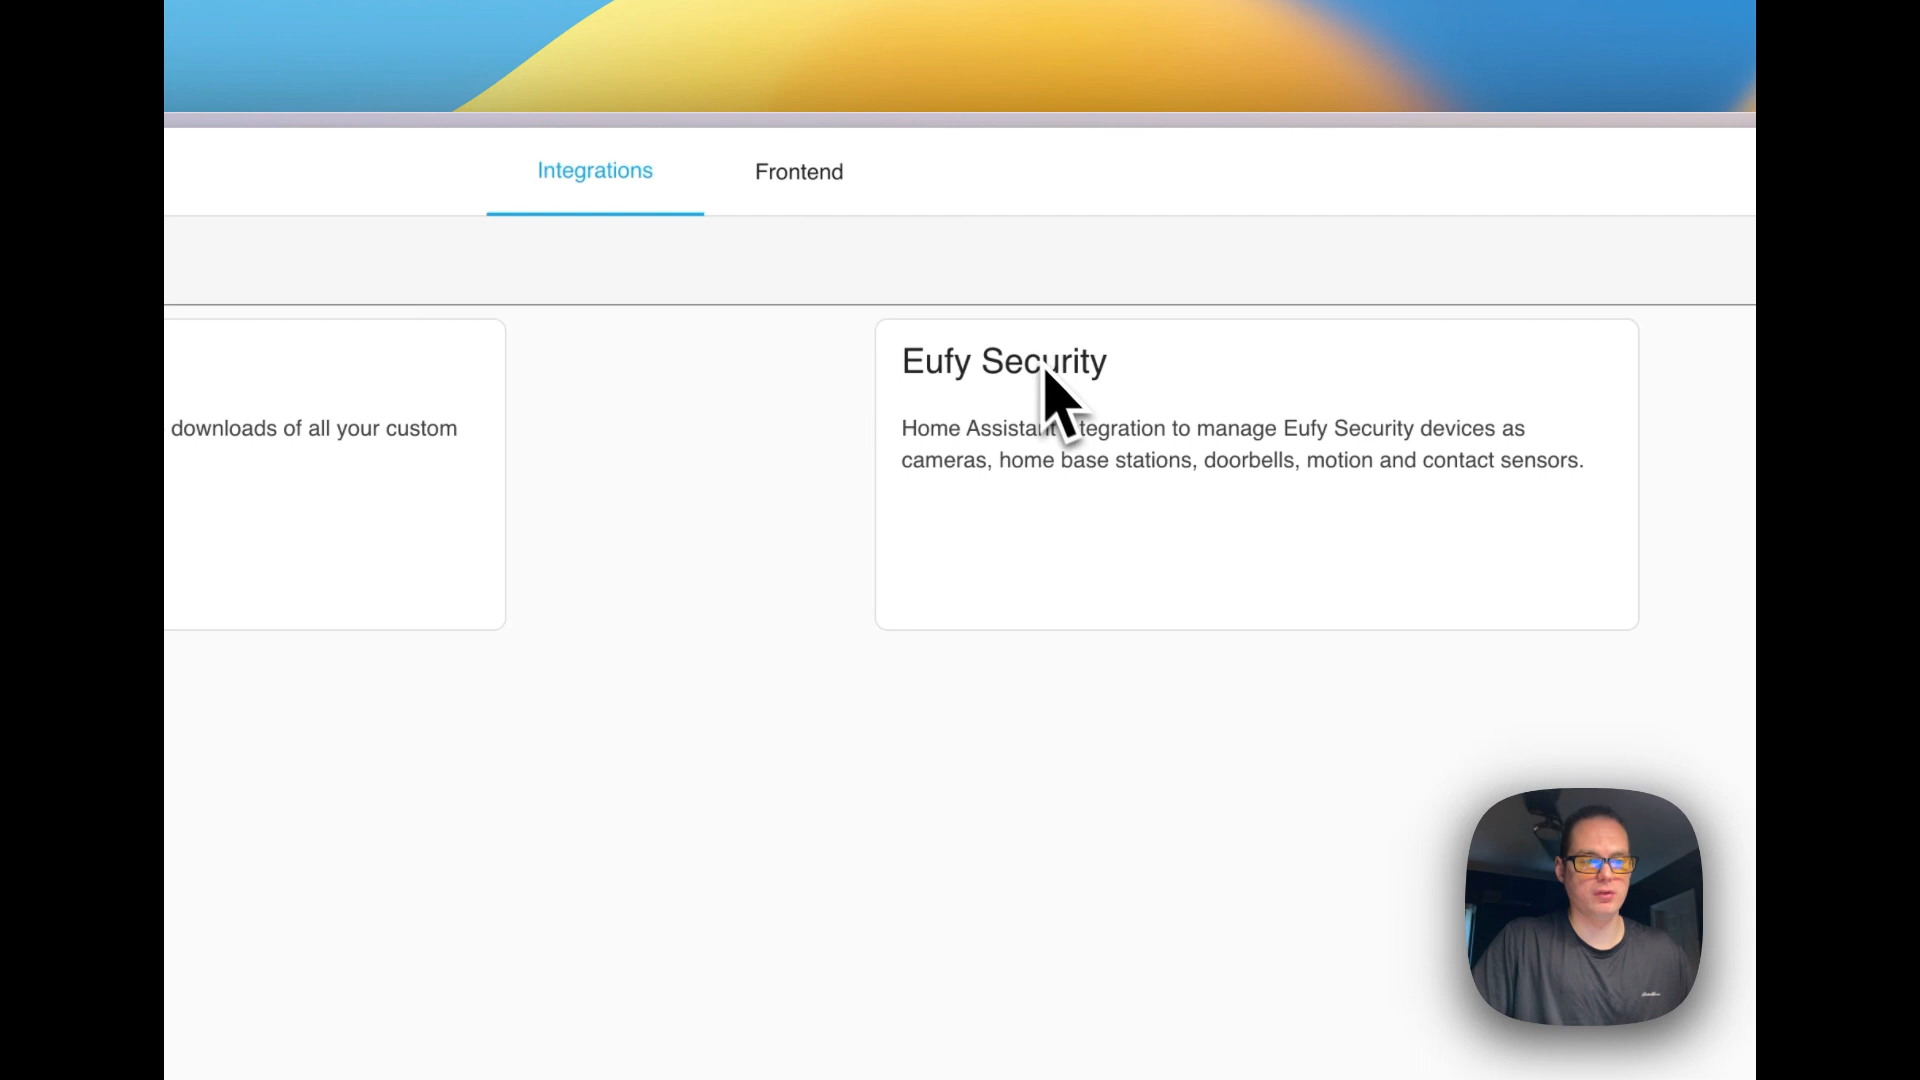 Integrations
Frontend
downloads of all your custom
Eufy Security
Home Assistant integration to manage Eufy Security devices as
cameras, home base stations, doorbells, motion and contact sensors.